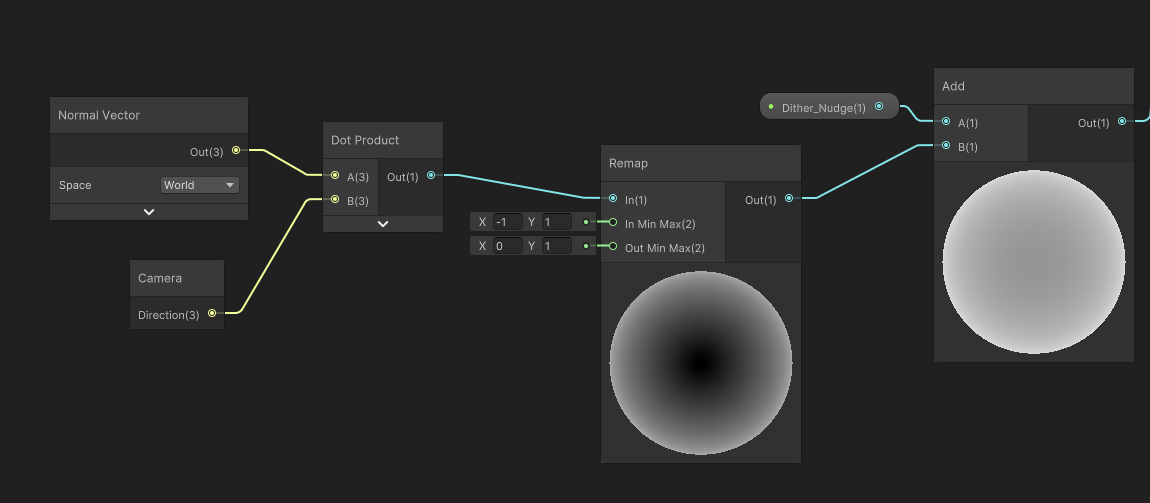 Normal Vector
Out(3)
Space
World
Camera
Direction(3)
Dot Product
A(3)
Out(1)
B(3)
Remap
In(1)
Out(1)
X -1 Y 1
In Min Max(2)
X 0 Y 1
Out Min Max(2)
Dither_Nudge(1)
Add
A(1)
Out(1)
B(1)